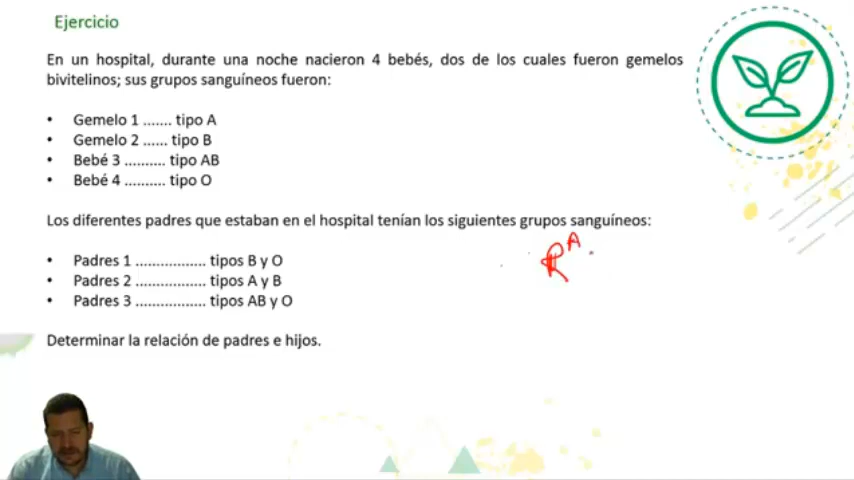 Ejercicio
En un hospital, durante una noche nacieron 4 bebés, dos de los cuales fueron gemelos
bivitelinos; sus grupos sanguíneos fueron:
• Gemelo 1 ....... tipo A
• Gemelo 2 ...... tipo B
• Bebé 3 .......... tipo AB
• Bebé 4 .......... tipo O
Los diferentes padres que estaban en el hospital tenían los siguientes grupos sanguíneos:
• Padres 1 ................. tipos B y O
• Padres 2 ................. tipos A y B
• Padres 3 ................. tipos AB y O
Determinar la relación de padres e hijos.